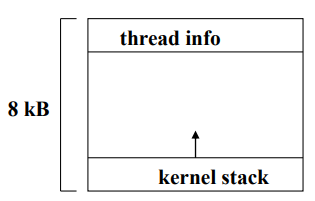 thread info
8 kB
kernel stack